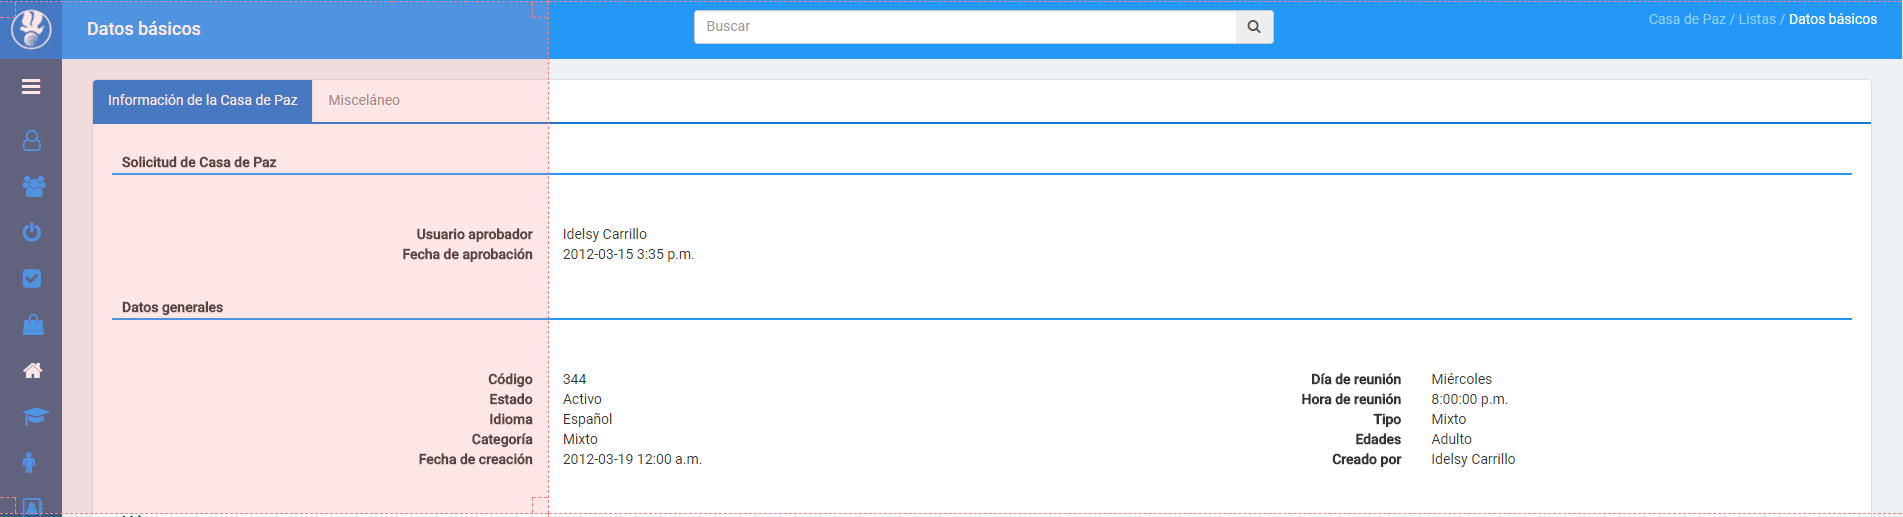 Datos básicos
Buscar
Casa de Paz / Listas / Datos básicos
Información de la Casa de Paz
Misceláneo
Solicitud de Casa de Paz
Usuario aprobador Idelsy Carrillo
Fecha de aprobación 2012-03-15 3:35 p.m.
Datos generales
Código 344 Día de reunión Miércoles
Estado Activo Hora de reunión 8:00:00 p.m.
Idioma Español Tipo Mixto
Categoría Mixto Edades Adulto
Fecha de creación 2012-03-19 12:00 a.m. Creado por Idelsy Carrillo